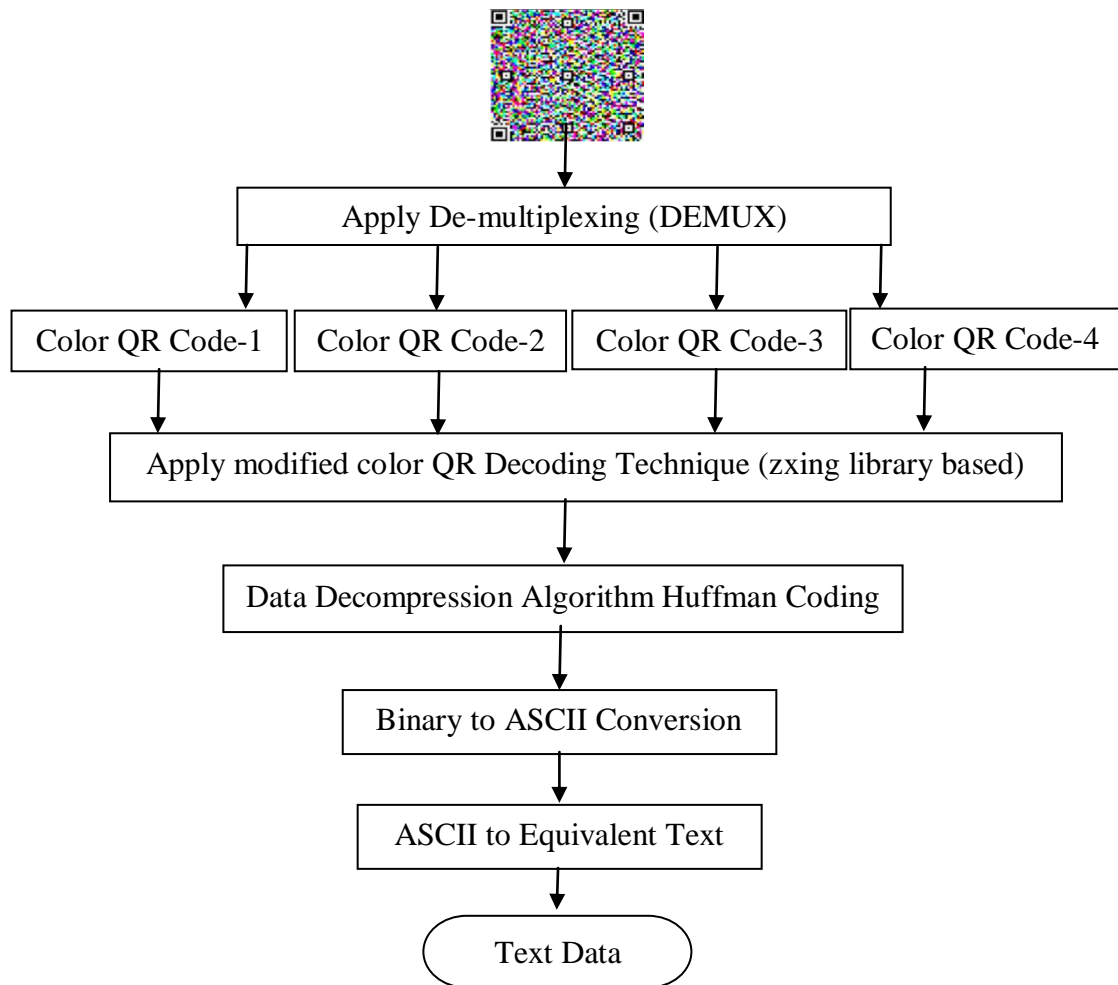 Apply De-multiplexing (DEMUX)
Color QR Code-1
Color QR Code-2
Color QR Code-3
Color QR Code-4
Apply modified color QR Decoding Technique (zxing library based)
Data Decompression Algorithm Huffman Coding
Binary to ASCII Conversion
ASCII to Equivalent Text
Text Data